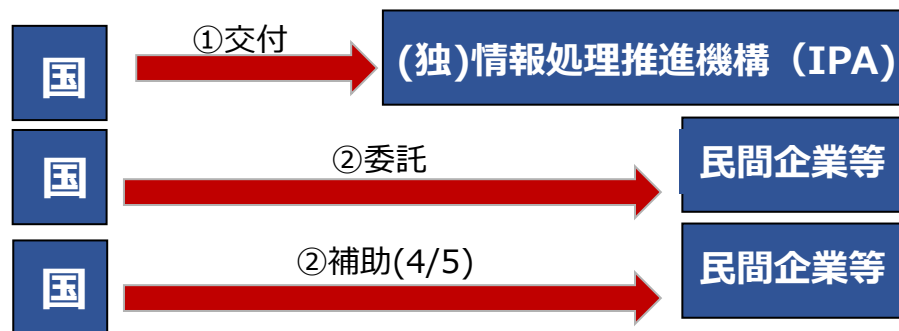 国 ①交付 (独)情報処理推進機構（IPA)
国 ②委託 民間企業等
国 ②補助(4/5) 民間企業等